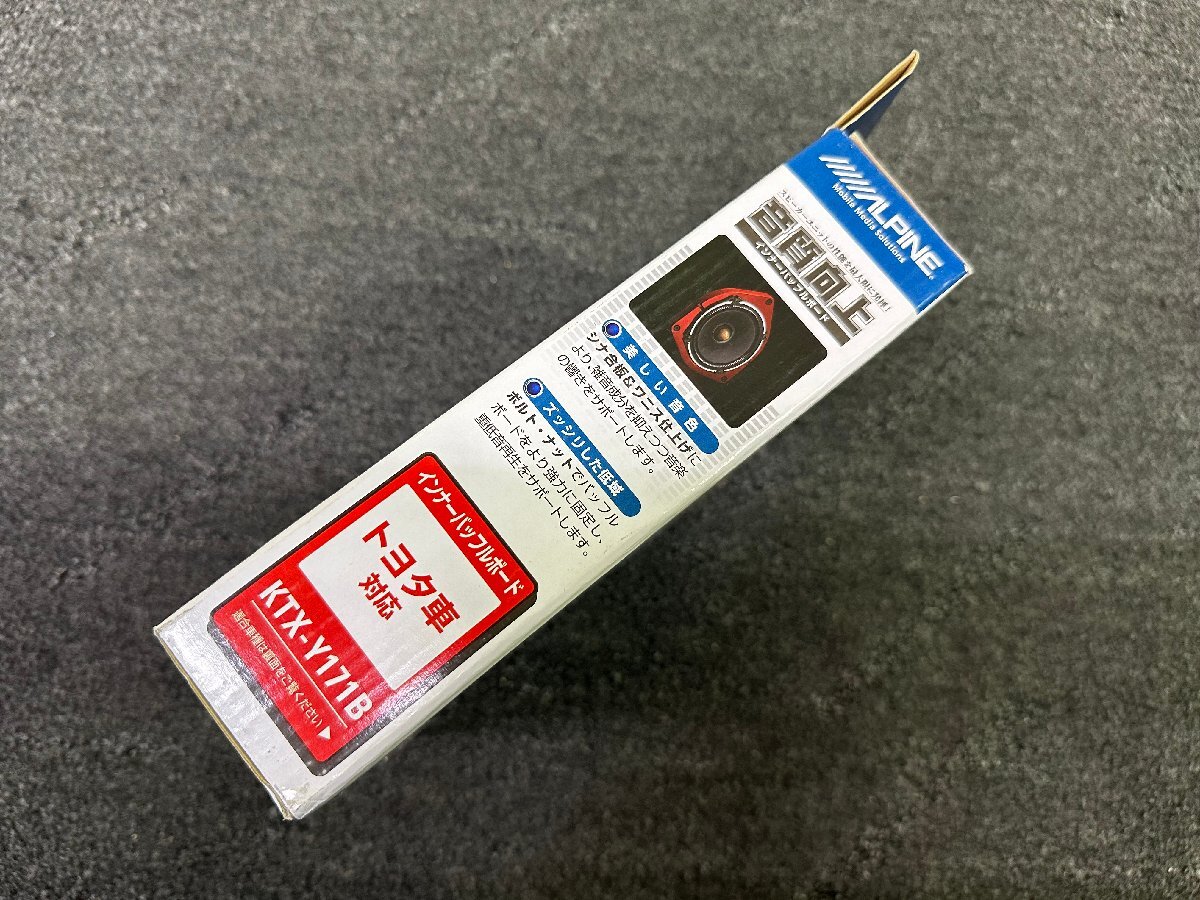 ALPINE
Mobile Media Solutions
スピーカーユニットの性能を最大限に発揮！
音質向上
インナーバッフルボード
美しい音色
シナ合板&ワニス仕上げに
より、雑音成分を抑えつつ音楽
の響きをサポートします。
ズッシリした低域
ボルト・ナットでバッフル
ボードをより強力に固定し、
重低音再生をサポートします。
インナーバッフルボード
トヨタ車
対応
KTX-Y171B
適合車種は裏面をご覧ください▶